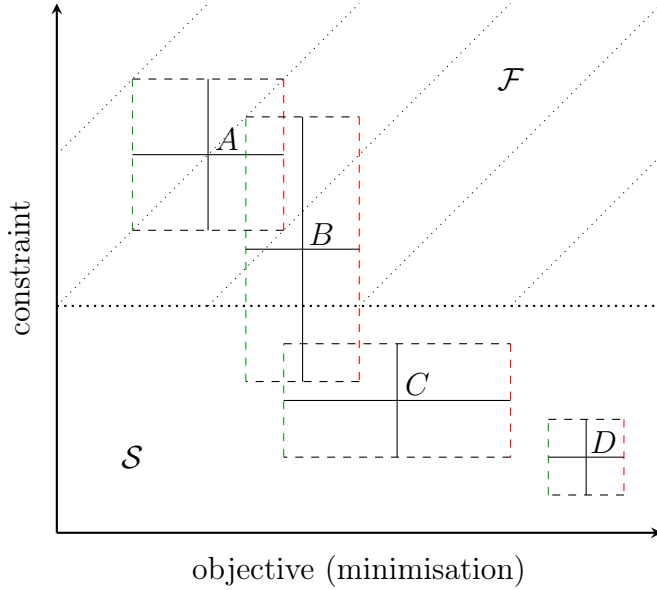 𝓕
A
B
constraint
C
D
𝓢
objective (minimisation)